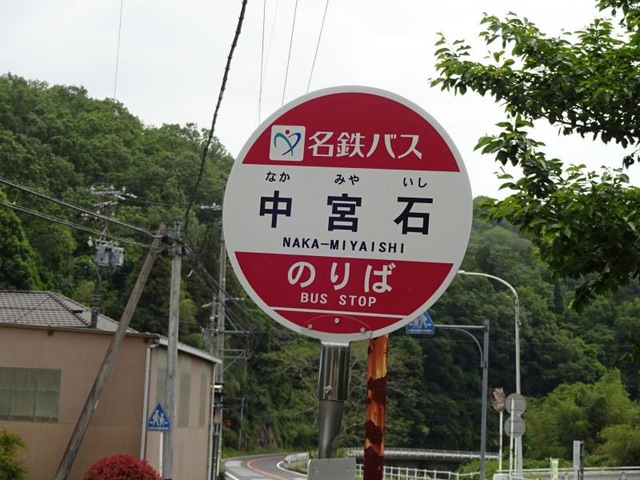 名鉄バス
なか みや いし
中宮石
NAKA-MIYAISHI
のりば
BUS STOP